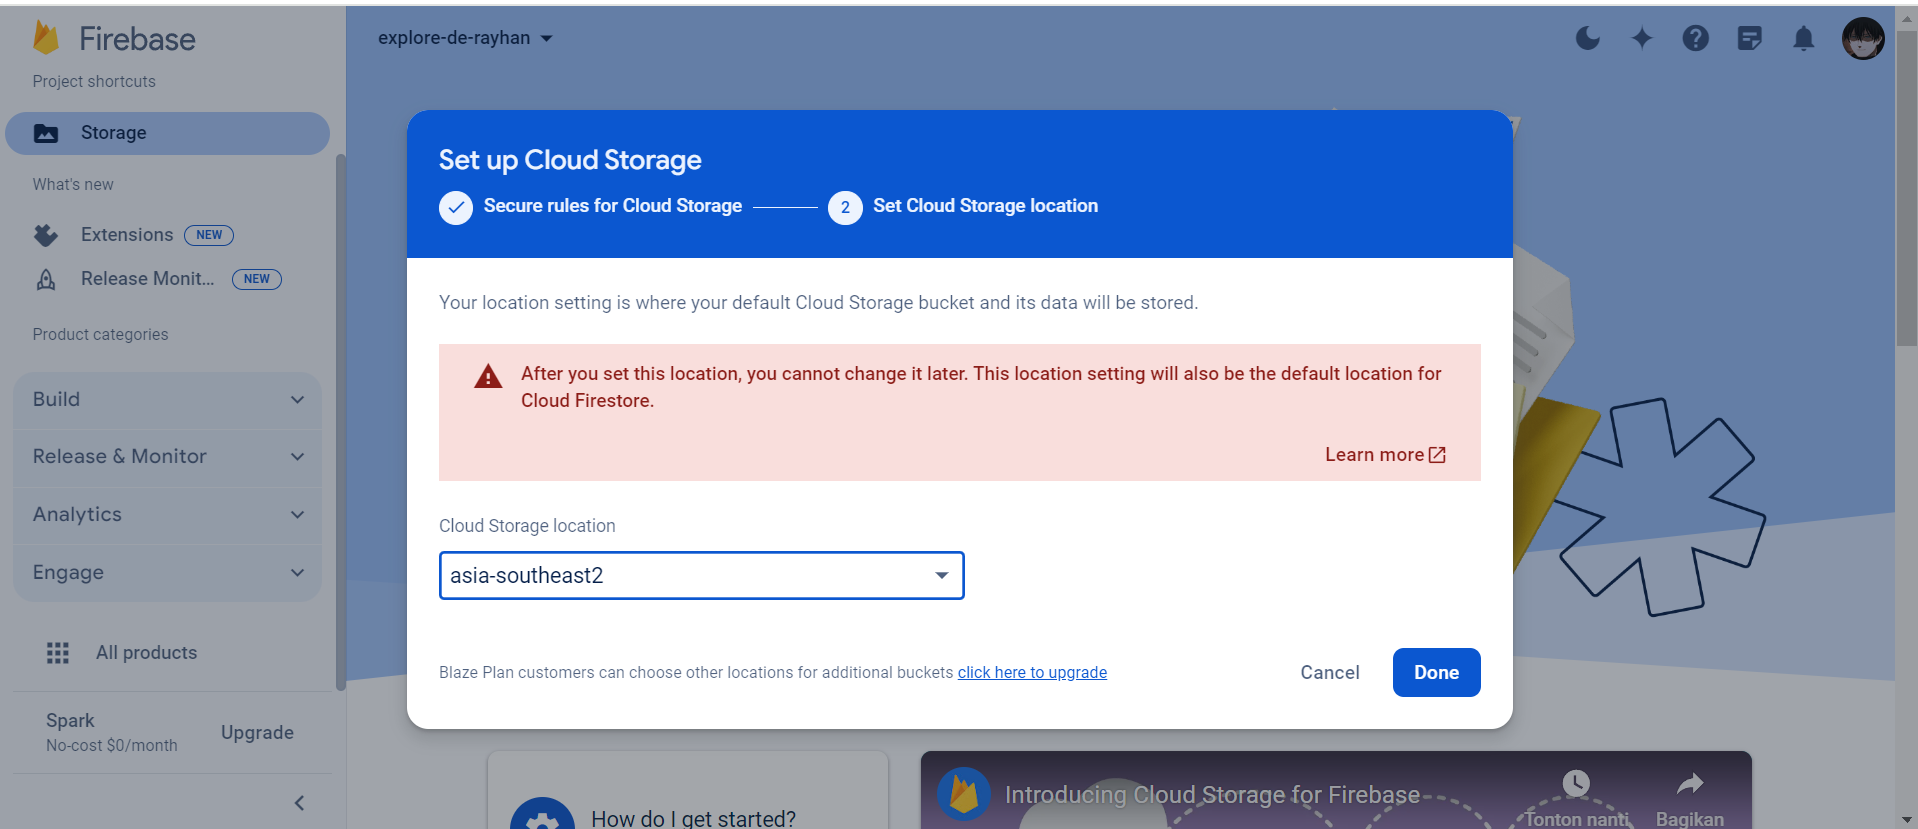 Firebase
explore-de-rayhan
Project shortcuts
Storage
What's new
Extensions NEW
Release Monit... NEW
Product categories
Build
Release & Monitor
Analytics
Engage
All products
Spark
No-cost $0/month
Upgrade
Set up Cloud Storage
Secure rules for Cloud Storage
2 Set Cloud Storage location
Your location setting is where your default Cloud Storage bucket and its data will be stored.
After you set this location, you cannot change it later. This location setting will also be the default location for
Cloud Firestore.
Learn more
Cloud Storage location
asia-southeast2
Blaze Plan customers can choose other locations for additional buckets click here to upgrade
Cancel
Done
How do I get started?
Introducing Cloud Storage for Firebase
Tonton nanti
Bagikan